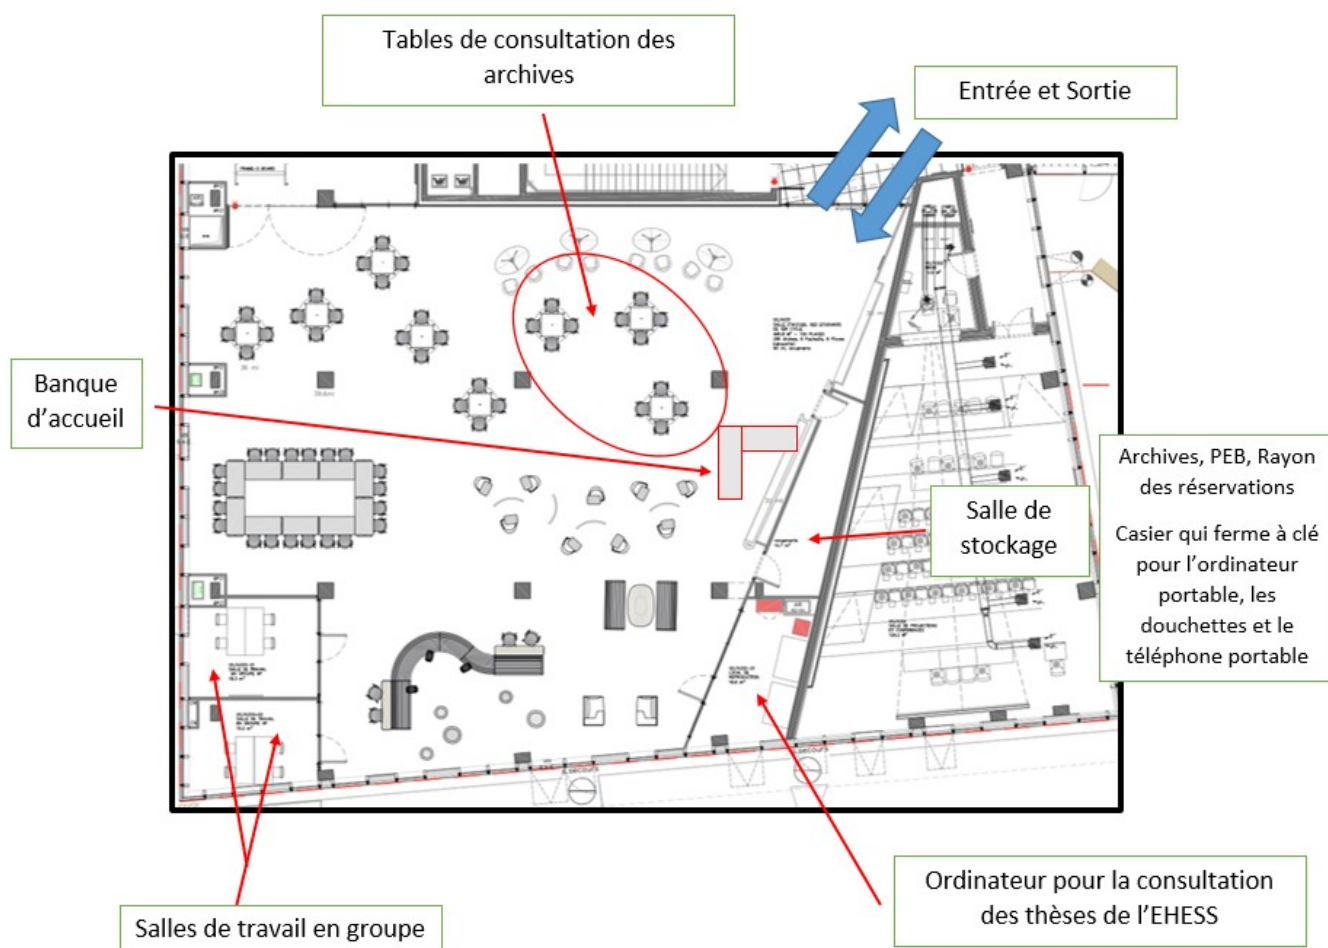 Tables de consultation des
archives
Entrée et Sortie
Banque
d’accueil
Archives, PEB, Rayon
des réservations
Casier qui ferme à clé
pour l’ordinateur
portable, les
douchettes et le
téléphone portable
Salle de
stockage
secours
secours
Ordinateur pour la consultation
des thèses de l’EHESS
Salles de travail en groupe